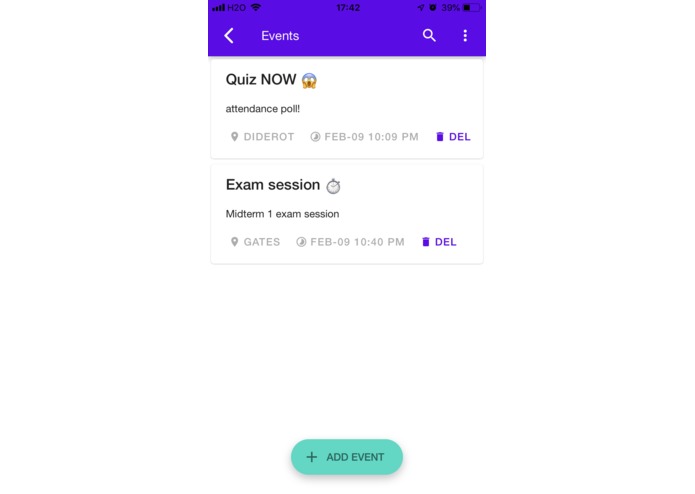 H2O 17:42 39%
Events
Quiz NOW 😱
attendance poll!
DIDEROT FEB-09 10:09 PM DEL
Exam session ⏱
Midterm 1 exam session
GATES FEB-09 10:40 PM DEL
+ ADD EVENT